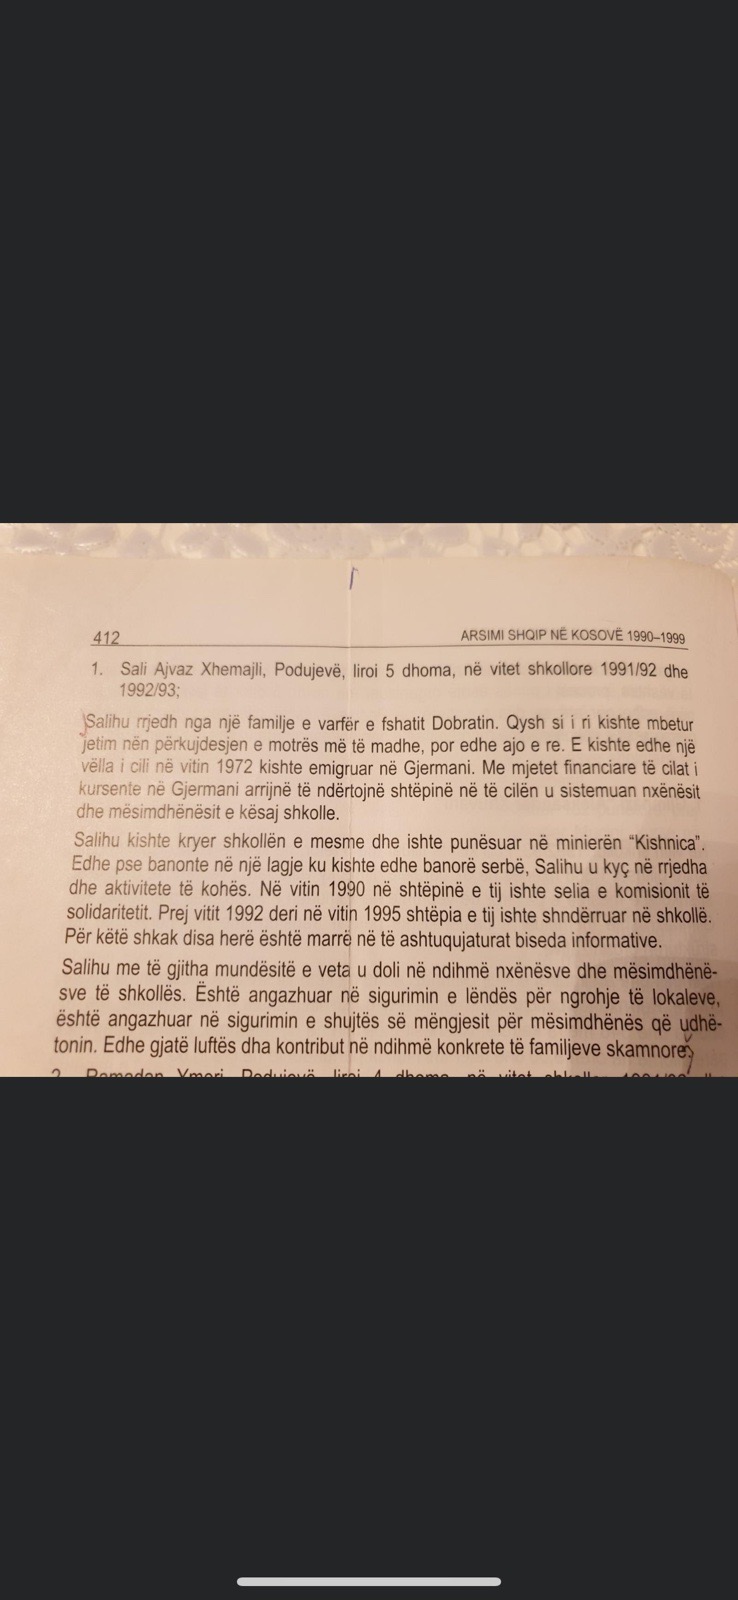 412
ARSIMI SHQIP NË KOSOVË 1990–1999
1. Sali Ajvaz Xhemajli, Podujevë, liroi 5 dhoma, në vitet shkollore 1991/92 dhe
1992/93;
Salihu rrjedh nga një familje e varfër e fshatit Dobratin. Qysh si i ri kishte mbetur
jetim nën përkujdesjen e motrës më të madhe, por edhe ajo e re. E kishte edhe një
vëlla i cili në vitin 1972 kishte emigruar në Gjermani. Me mjetet financiare të cilat i
kursente në Gjermani arrijnë të ndërtojnë shtëpinë në të cilën u sistemuan nxënësit
dhe mësimdhënësit e kësaj shkolle.
Salihu kishte kryer shkollën e mesme dhe ishte punësuar në minierën “Kishnica”.
Edhe pse banonte në një lagje ku kishte edhe banorë serbë, Salihu u kyç në rrjedha
dhe aktivitete të kohës. Në vitin 1990 në shtëpinë e tij ishte selia e komisionit të
solidaritetit. Prej vitit 1992 deri në vitin 1995 shtëpia e tij ishte shndërruar në shkollë.
Për këtë shkak disa herë është marrë në të ashtuqujaturat biseda informative.
Salihu me të gjitha mundësitë e veta u doli në ndihmë nxënësve dhe mësimdhënë-
sve të shkollës. Është angazhuar në sigurimin e lëndës për ngrohje të lokaleve,
është angazhuar në sigurimin e shujtës së mëngjesit për mësimdhënës që udhë-
tonin. Edhe gjatë luftës dha kontribut në ndihmë konkrete të familjeve skamnore.
2. Ramadan Ymeri, Podujevë, liroi 4 dhoma, në vitet